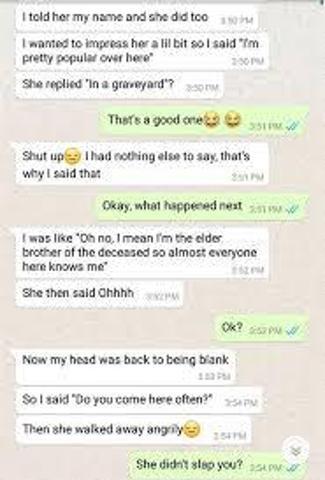 I told her my name and she did too 3:50 PM
I wanted to impress her a lil bit so I said "I'm
pretty popular over here" 3:50 PM
She replied "In a graveyard"? 3:50 PM
That's a good one😂 😂 3:51 PM
Shut up😑 I had nothing else to say, that's
why I said that 3:51 PM
Okay, what happened next 3:51 PM
I was like "Oh no, I mean I'm the elder
brother of the deceased so almost everyone
here knows me" 3:52 PM
She then said Ohhhh 3:52 PM
Ok? 3:53 PM
Now my head was back to being blank
3:53 PM
So I said "Do you come here often?" 3:54 PM
Then she walked away angrily😑 3:54 PM
She didn't slap you? 3:54 PM